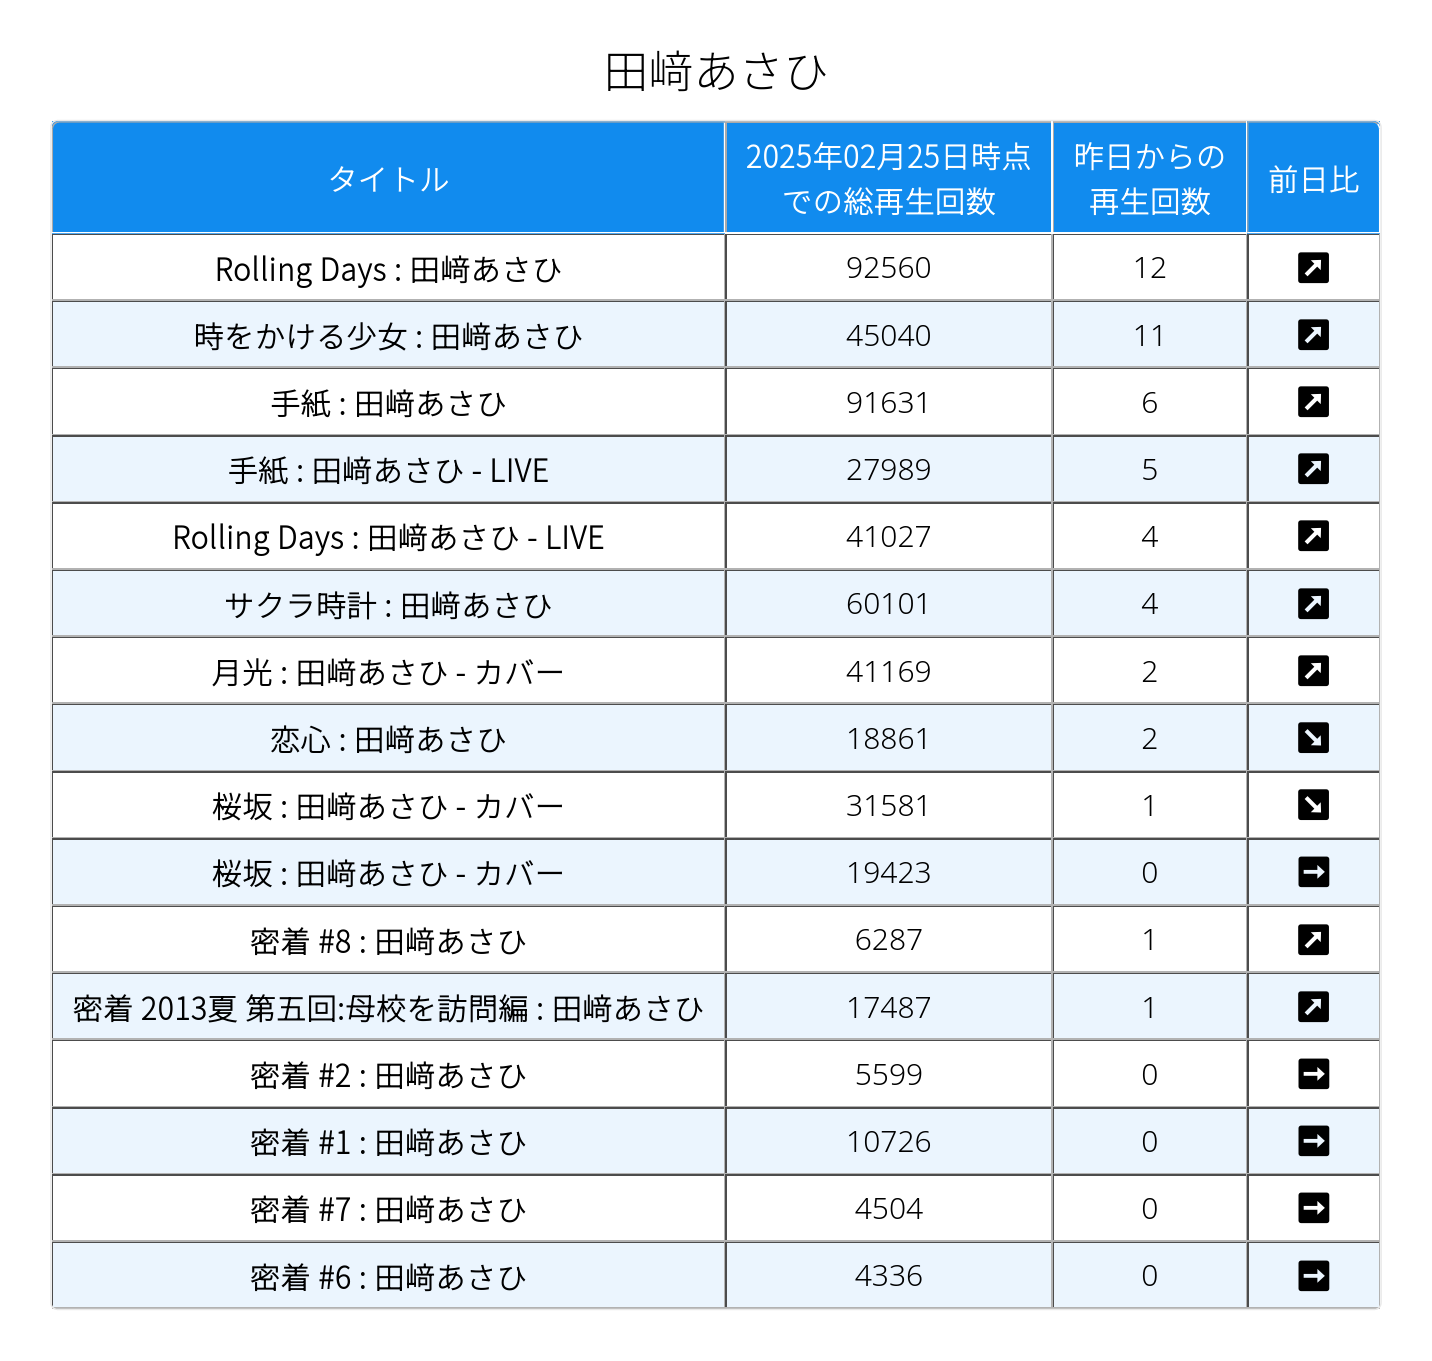 田﨑あさひ
タイトル
2025年02月25日時点
での総再生回数
昨日からの
再生回数
前日比
Rolling Days : 田﨑あさひ 92560 12 ↗
時をかける少女 : 田﨑あさひ 45040 11 ↗
手紙 : 田﨑あさひ 91631 6 ↗
手紙 : 田﨑あさひ - LIVE 27989 5 ↗
Rolling Days : 田﨑あさひ - LIVE 41027 4 ↗
サクラ時計 : 田﨑あさひ 60101 4 ↗
月光 : 田﨑あさひ - カバー 41169 2 ↗
恋心 : 田﨑あさひ 18861 2 ↘
桜坂 : 田﨑あさひ - カバー 31581 1 ↘
桜坂 : 田﨑あさひ - カバー 19423 0 →
密着 #8 : 田﨑あさひ 6287 1 ↗
密着 2013夏 第五回:母校を訪問編 : 田﨑あさひ 17487 1 ↗
密着 #2 : 田﨑あさひ 5599 0 →
密着 #1 : 田﨑あさひ 10726 0 →
密着 #7 : 田﨑あさひ 4504 0 →
密着 #6 : 田﨑あさひ 4336 0 →